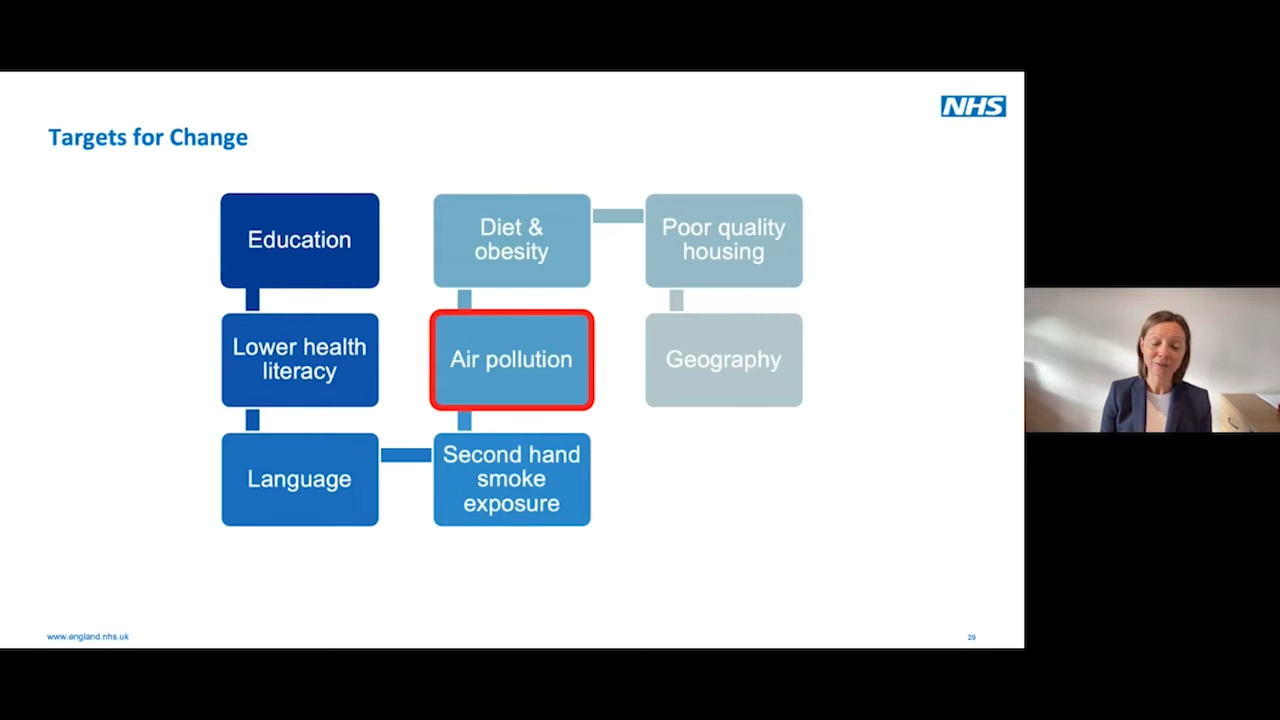 NHS
Targets for Change
Education
Lower health
literacy
Language
Second hand
smoke
exposure
Air pollution
Diet &
obesity
Poor quality
housing
Geography
www.england.nhs.uk
29